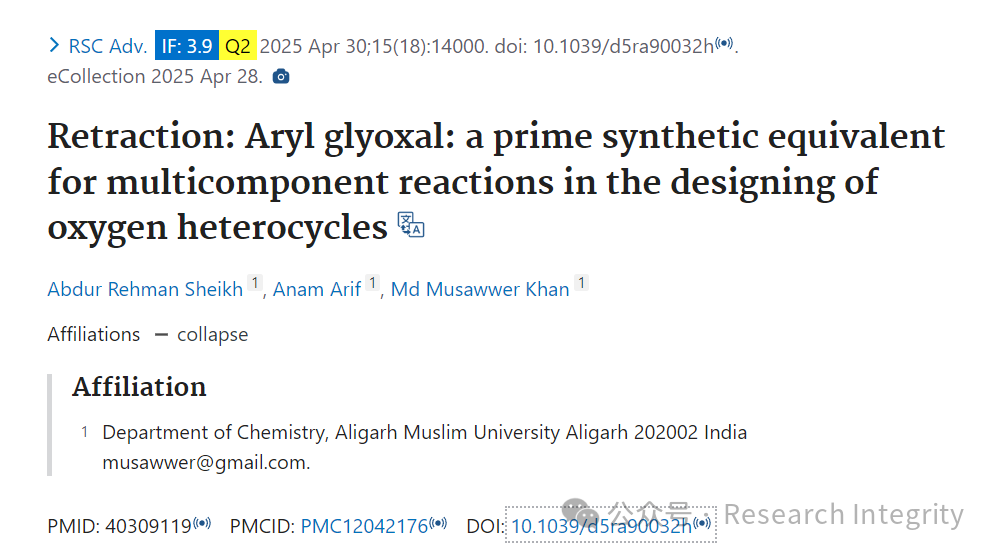 RSC Adv. IF: 3.9 Q2 2025 Apr 30;15(18):14000. doi: 10.1039/d5ra90032h.
eCollection 2025 Apr 28.
Retraction: Aryl glyoxal: a prime synthetic equivalent
for multicomponent reactions in the designing of
oxygen heterocycles
Abdur Rehman Sheikh 1, Anam Arif 1, Md Musawwer Khan 1
Affiliations — collapse
Affiliation
1 Department of Chemistry, Aligarh Muslim University Aligarh 202002 India
musawwer@gmail.com.
PMID: 40309119 PMCID: PMC12042176 DOI: 10.1039/d5ra90032h
公众号 · Research Integrity